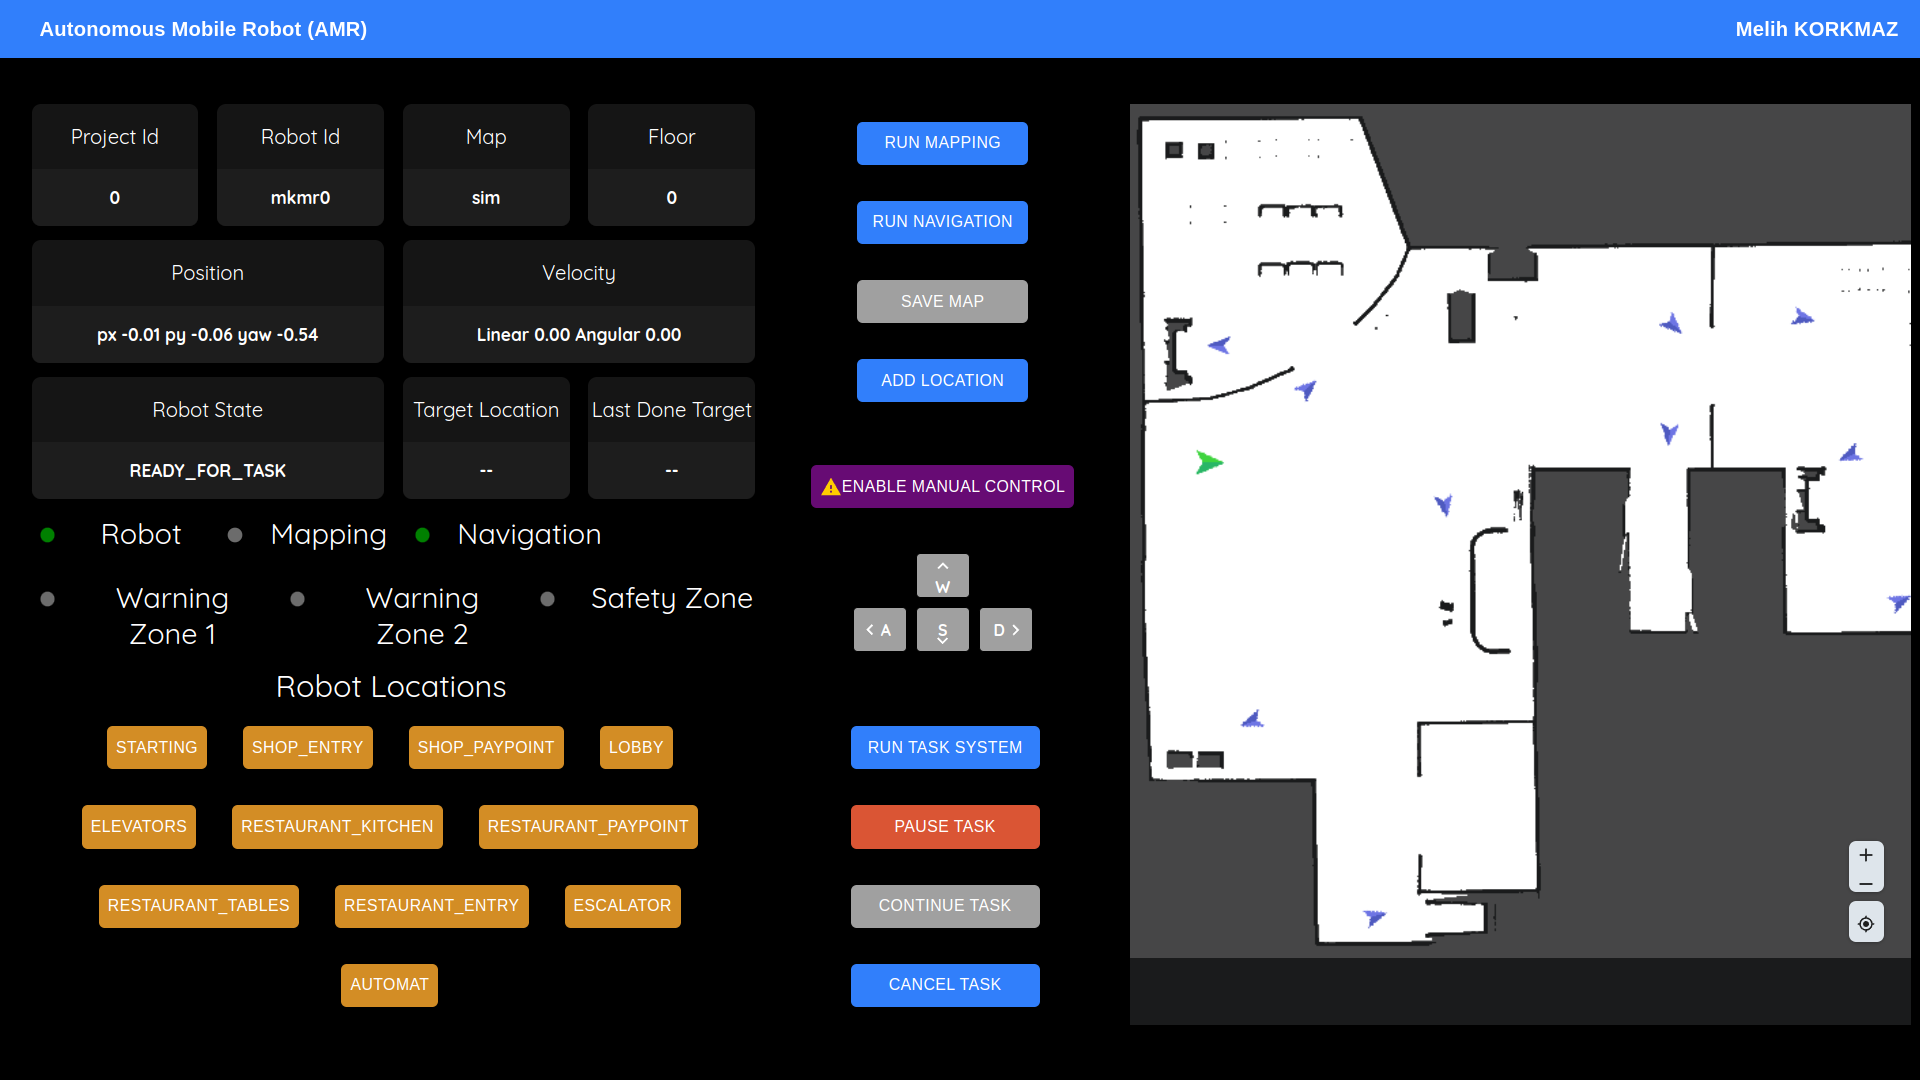 Autonomous Mobile Robot (AMR)
Melih KORKMAZ
Project Id
Robot Id
Map
Floor
0
mkmr0
sim
0
Position
Velocity
px -0.01 py -0.06 yaw -0.54
Linear 0.00 Angular 0.00
Robot State
Target Location
Last Done Target
READY_FOR_TASK
--
--
Robot
Mapping
Navigation
Warning
Zone 1
Warning
Zone 2
Safety Zone
Robot Locations
STARTING
SHOP_ENTRY
SHOP_PAYPOINT
LOBBY
ELEVATORS
RESTAURANT_KITCHEN
RESTAURANT_PAYPOINT
RESTAURANT_TABLES
RESTAURANT_ENTRY
ESCALATOR
AUTOMAT
RUN MAPPING
RUN NAVIGATION
SAVE MAP
ADD LOCATION
ENABLE MANUAL CONTROL
W
A
S
D
RUN TASK SYSTEM
PAUSE TASK
CONTINUE TASK
CANCEL TASK
+
−